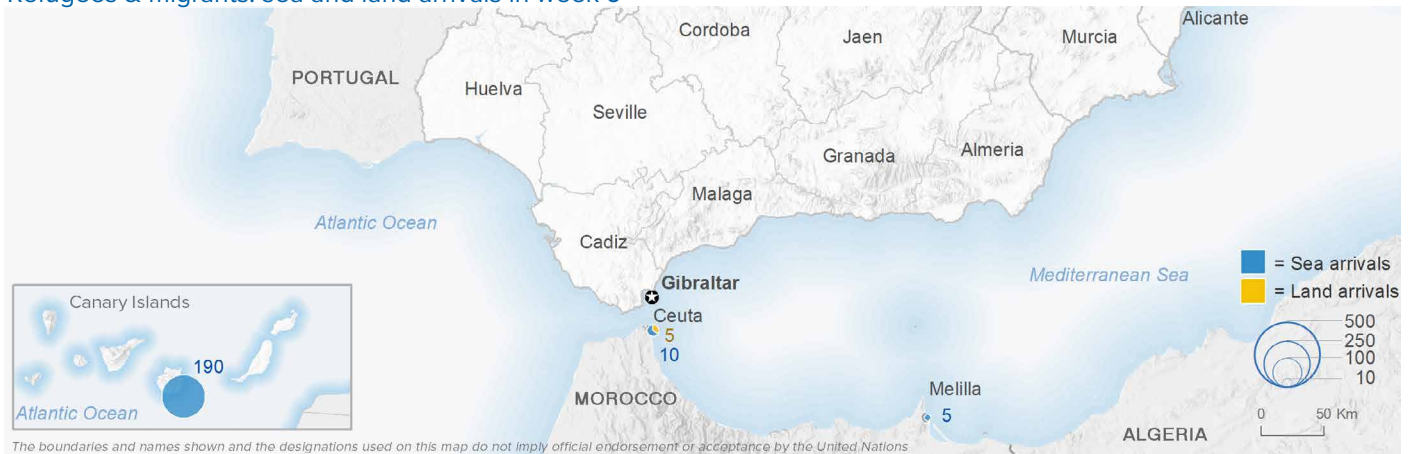 Alicante
Cordoba
Jaen
Murcia
PORTUGAL
Huelva
Seville
Granada
Almeria
Malaga
Atlantic Ocean
Cadiz
Mediterranean Sea
= Sea arrivals
Gibraltar
= Land arrivals
Canary Islands
Ceuta
5
10
500
250
100
10
190
Melilla
5
MOROCCO
Atlantic Ocean
0 50 Km
ALGERIA
The boundaries and names shown and the designations used on this map do not imply official endorsement or acceptance by the United Nations